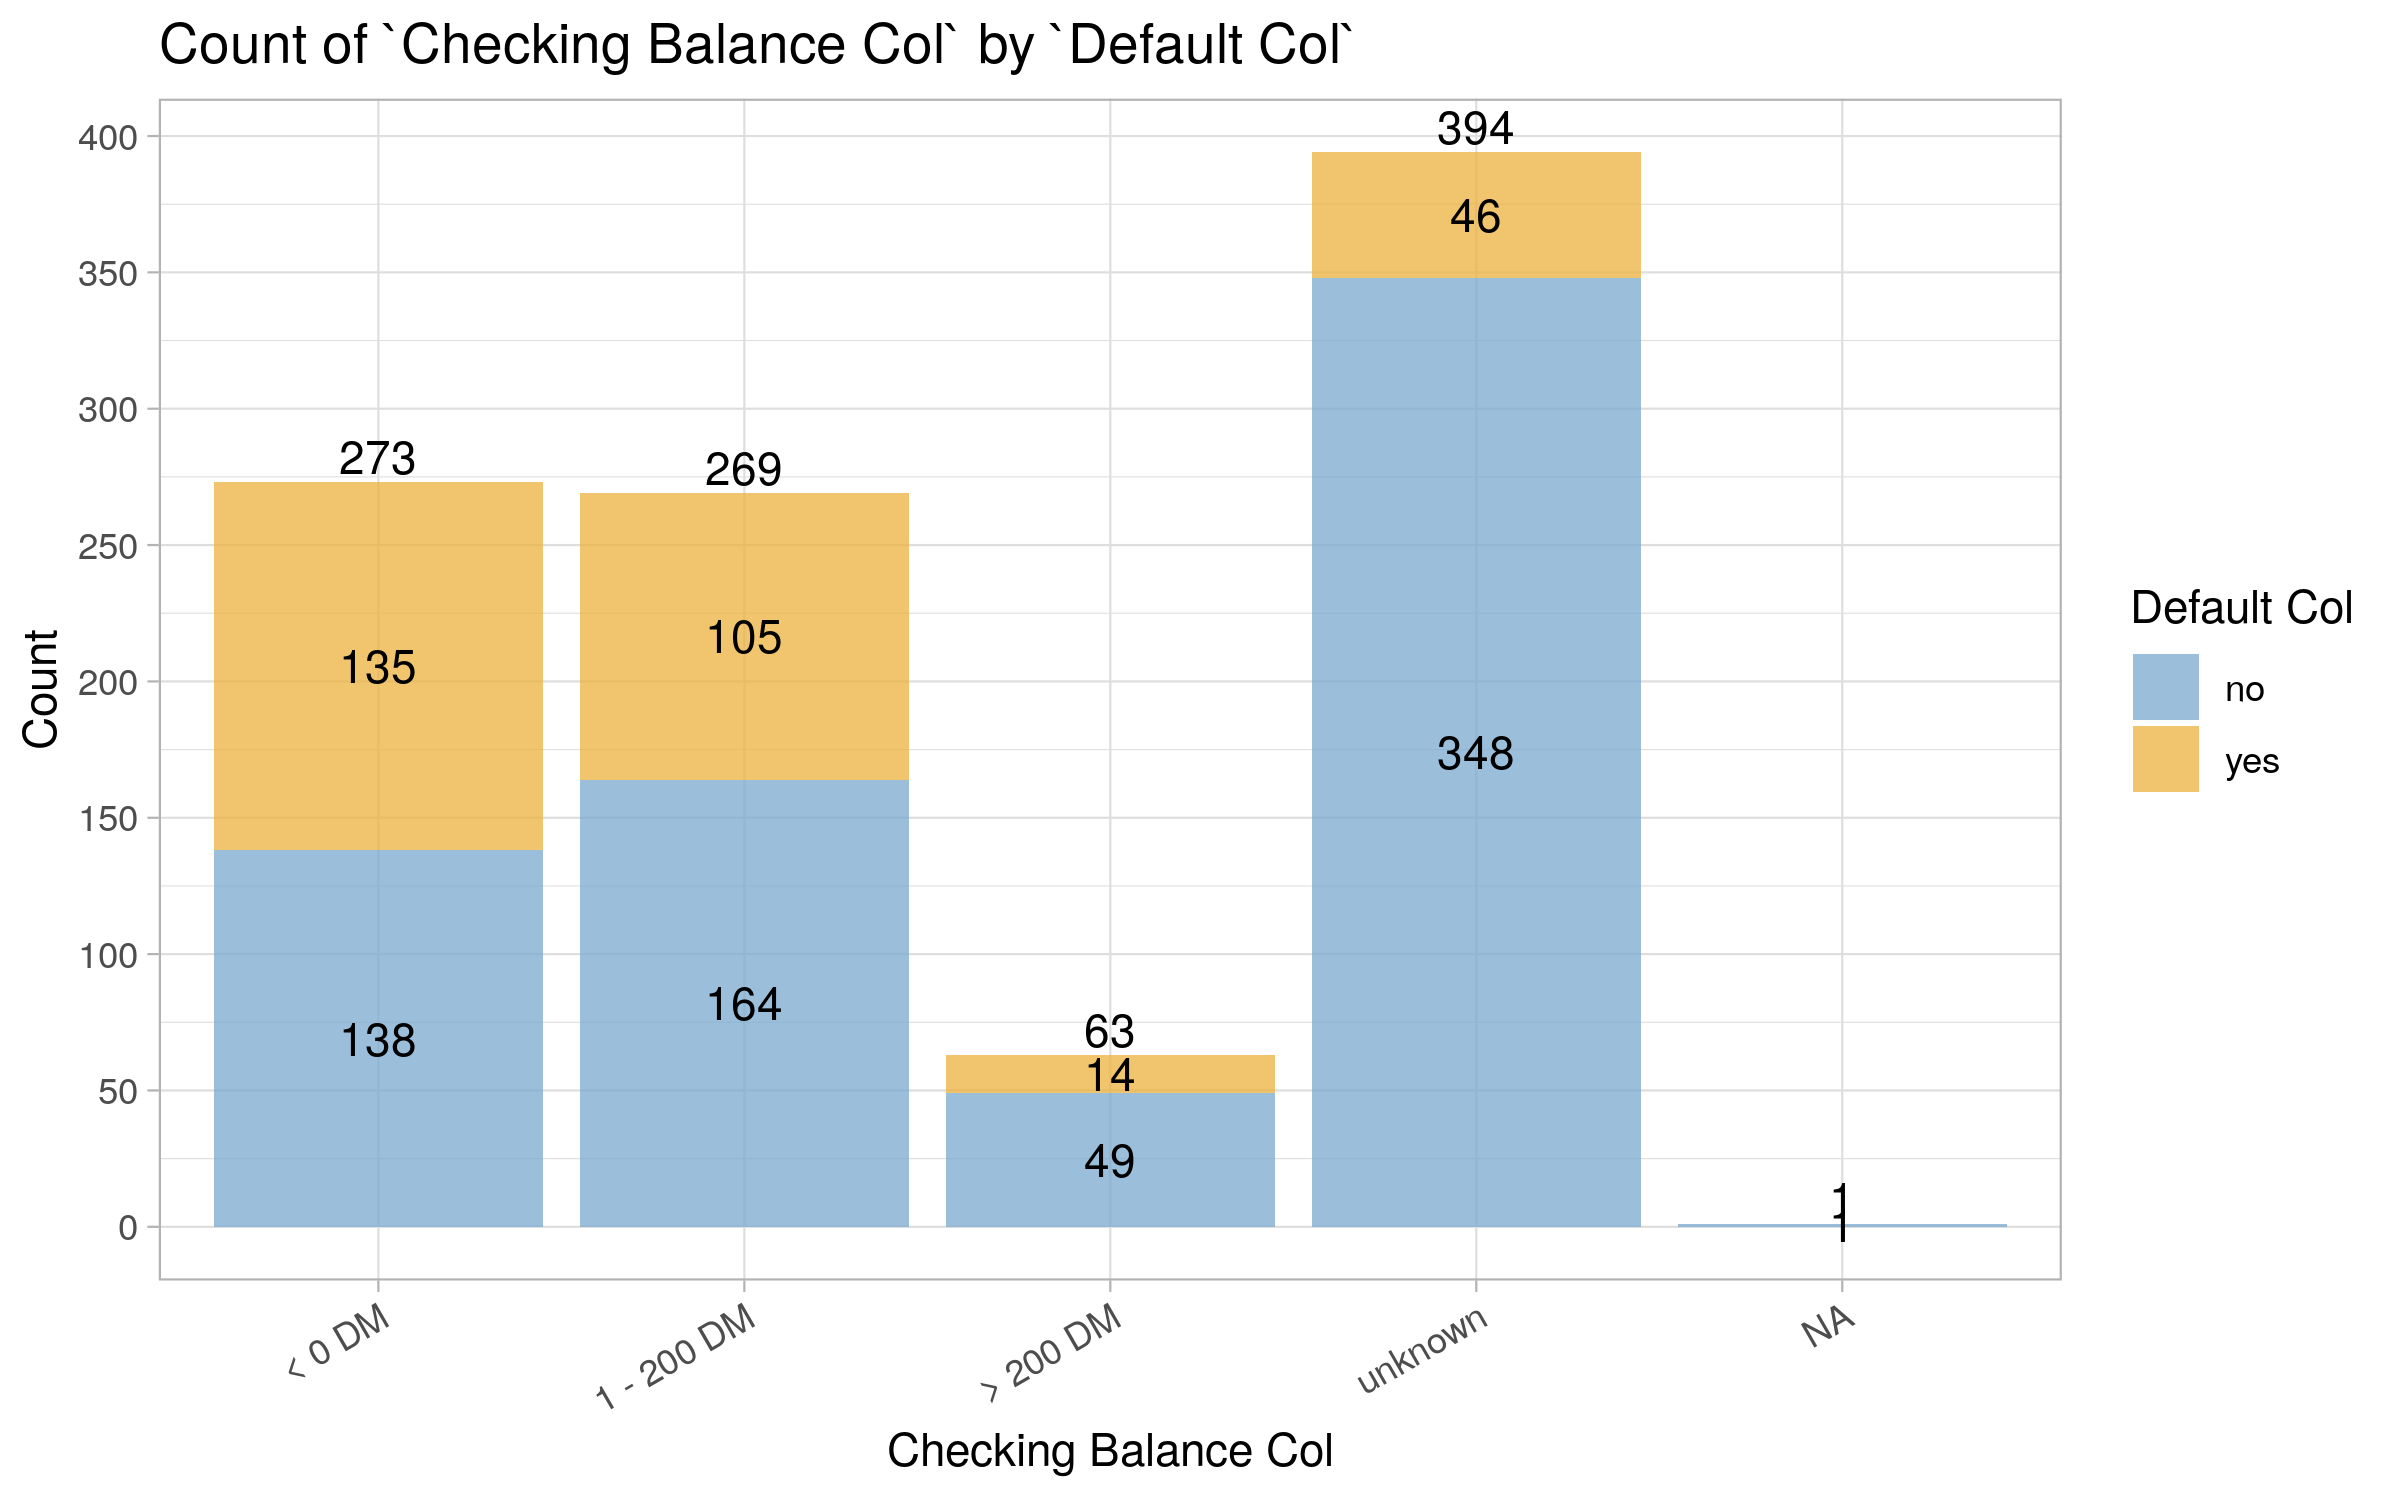 Count of `Checking Balance Col` by `Default Col`
400
350
300
250
200
150
100
50
0
Count
273
135
138
269
105
164
63
14
49
394
46
348
1
1
< 0 DM
1 - 200 DM
> 200 DM
unknown
NA
Checking Balance Col
Default Col
no
yes